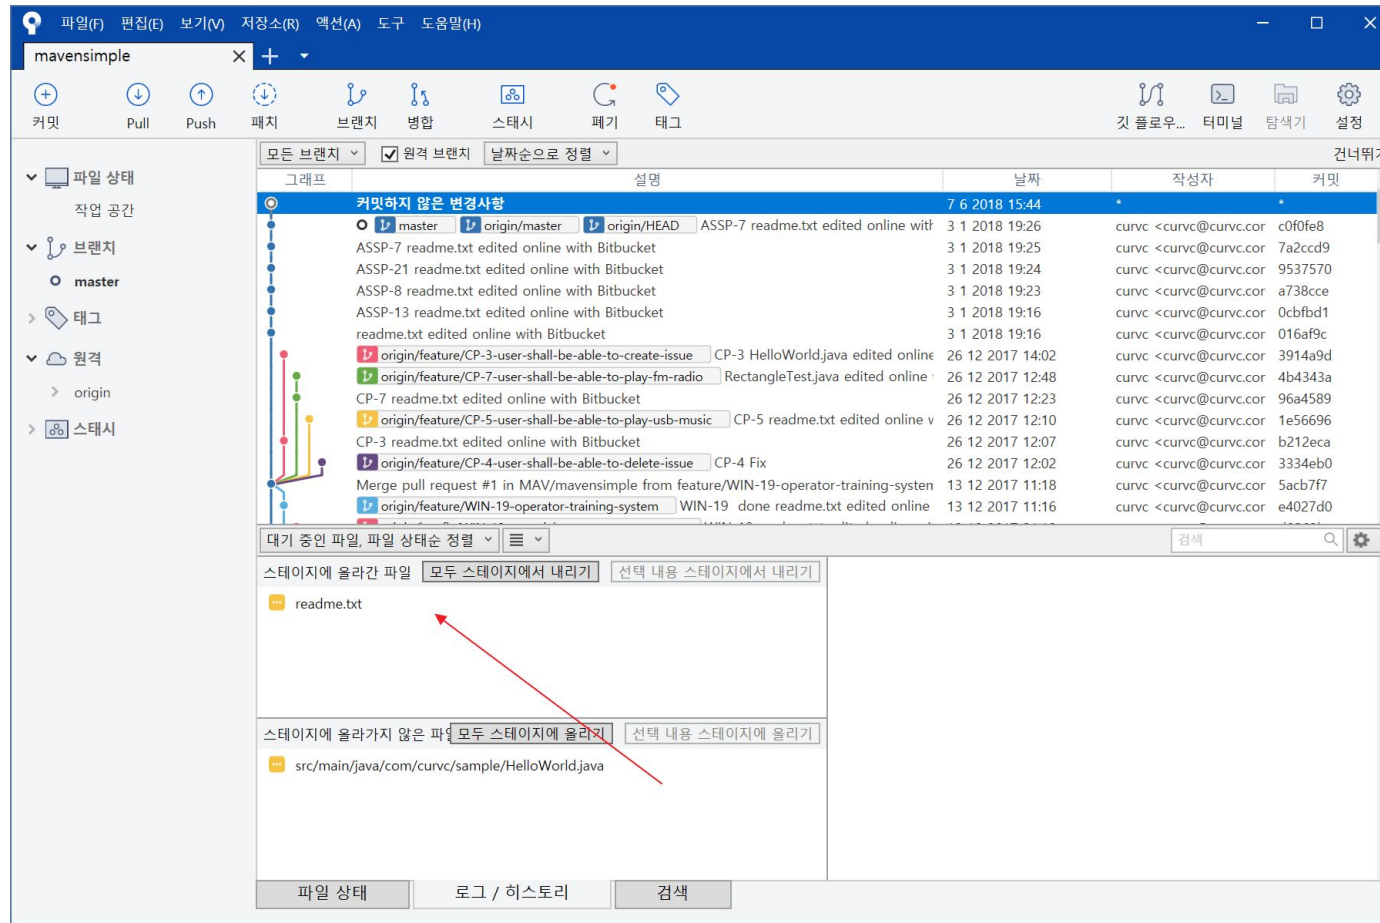 파일(F) 편집(E) 보기(V) 저장소(R) 액션(A) 도구 도움말(H)
mavensimple
커밋 Pull Push 패치 브랜치 병합 스태시 폐기 태그 깃 플로우... 터미널 탐색기 설정
모든 브랜치 원격 브랜치 날짜순으로 정렬 건너뛰기
파일 상태
작업 공간
브랜치
master
태그
원격
origin
스태시
그래프 설명 날짜 작성자 커밋
커밋하지 않은 변경사항 7 6 2018 15:44 * *
master origin/master origin/HEAD ASSP-7 readme.txt edited online with 3 1 2018 19:26 curvc <curvc@curvc.cor c0f0fe8
ASSP-7 readme.txt edited online with Bitbucket 3 1 2018 19:25 curvc <curvc@curvc.cor 7a2ccd9
ASSP-21 readme.txt edited online with Bitbucket 3 1 2018 19:24 curvc <curvc@curvc.cor 9537570
ASSP-8 readme.txt edited online with Bitbucket 3 1 2018 19:23 curvc <curvc@curvc.cor a738cce
ASSP-13 readme.txt edited online with Bitbucket 3 1 2018 19:16 curvc <curvc@curvc.cor 0cbfbd1
readme.txt edited online with Bitbucket 3 1 2018 19:16 curvc <curvc@curvc.cor 016af9c
origin/feature/CP-3-user-shall-be-able-to-create-issue CP-3 HelloWorld.java edited online 26 12 2017 14:02 curvc <curvc@curvc.cor 3914a9d
origin/feature/CP-7-user-shall-be-able-to-play-fm-radio RectangleTest.java edited online 26 12 2017 12:48 curvc <curvc@curvc.cor 4b4343a
CP-7 readme.txt edited online with Bitbucket 26 12 2017 12:23 curvc <curvc@curvc.cor 96a4589
origin/feature/CP-5-user-shall-be-able-to-play-usb-music CP-5 readme.txt edited online w 26 12 2017 12:10 curvc <curvc@curvc.cor 1e56696
CP-3 readme.txt edited online with Bitbucket 26 12 2017 12:07 curvc <curvc@curvc.cor b212eca
origin/feature/CP-4-user-shall-be-able-to-delete-issue CP-4 Fix 26 12 2017 12:02 curvc <curvc@curvc.cor 3334eb0
Merge pull request #1 in MAV/mavensimple from feature/WIN-19-operator-training-system 13 12 2017 11:18 curvc <curvc@curvc.cor 5acb7f7
origin/feature/WIN-19-operator-training-system WIN-19 done readme.txt edited online 13 12 2017 11:16 curvc <curvc@curvc.cor e4027d0
대기 중인 파일, 파일 상태순 정렬 검색
스테이지에 올라간 파일 모두 스테이지에서 내리기 선택 내용 스테이지에서 내리기
readme.txt
스테이지에 올라가지 않은 파일 모두 스테이지에 올리기 선택 내용 스테이지에 올리기
src/main/java/com/curvc/sample/HelloWorld.java
파일 상태 로그 / 히스토리 검색